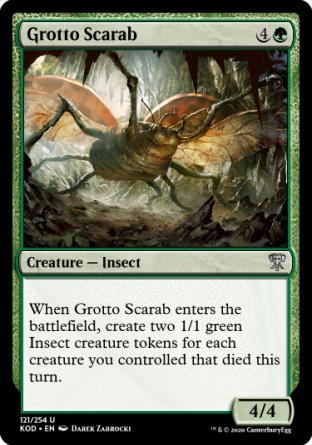 Grotto Scarab 4
Creature — Insect
When Grotto Scarab enters the
battlefield, create two 1/1 green
Insect creature tokens for each
creature you controlled that died this
turn.
4/4
121/254 U
KOD • EN DAREK ZABROCKI
™ & © 2020 CanterburyEgg